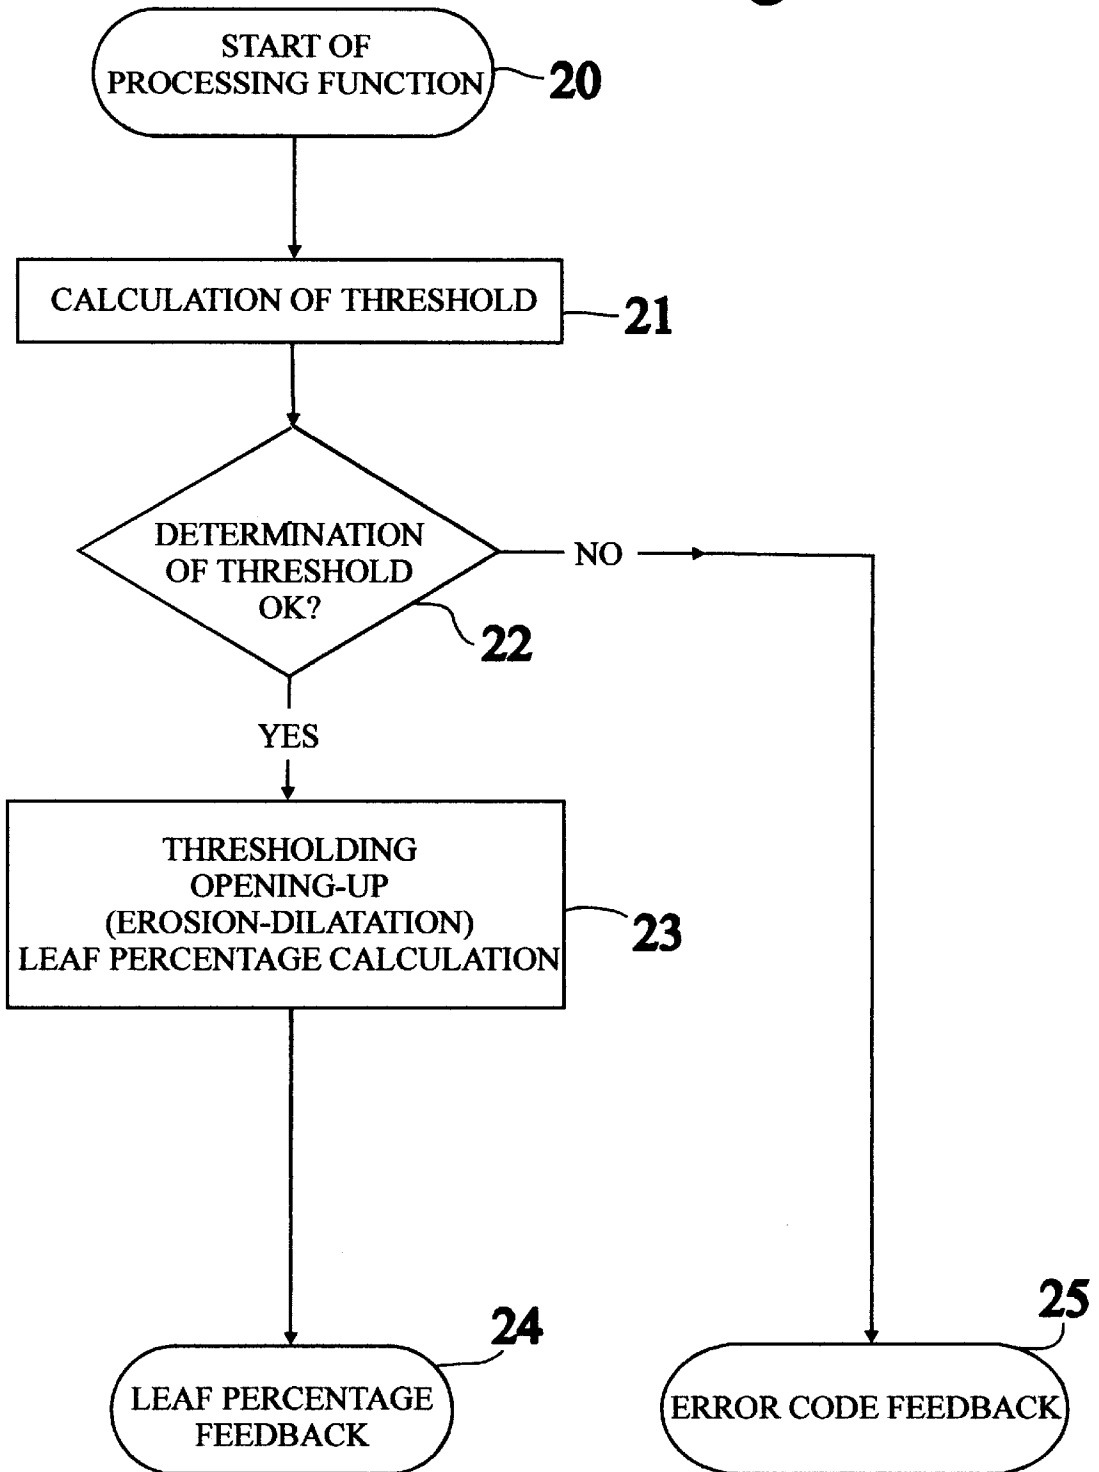 START OF
PROCESSING FUNCTION
20
CALCULATION OF THRESHOLD
21
DETERMINATION
OF THRESHOLD
OK?
NO
22
YES
THRESHOLDING
OPENING-UP
(EROSION-DILATATION)
LEAF PERCENTAGE CALCULATION
23
24
25
LEAF PERCENTAGE
FEEDBACK
ERROR CODE FEEDBACK